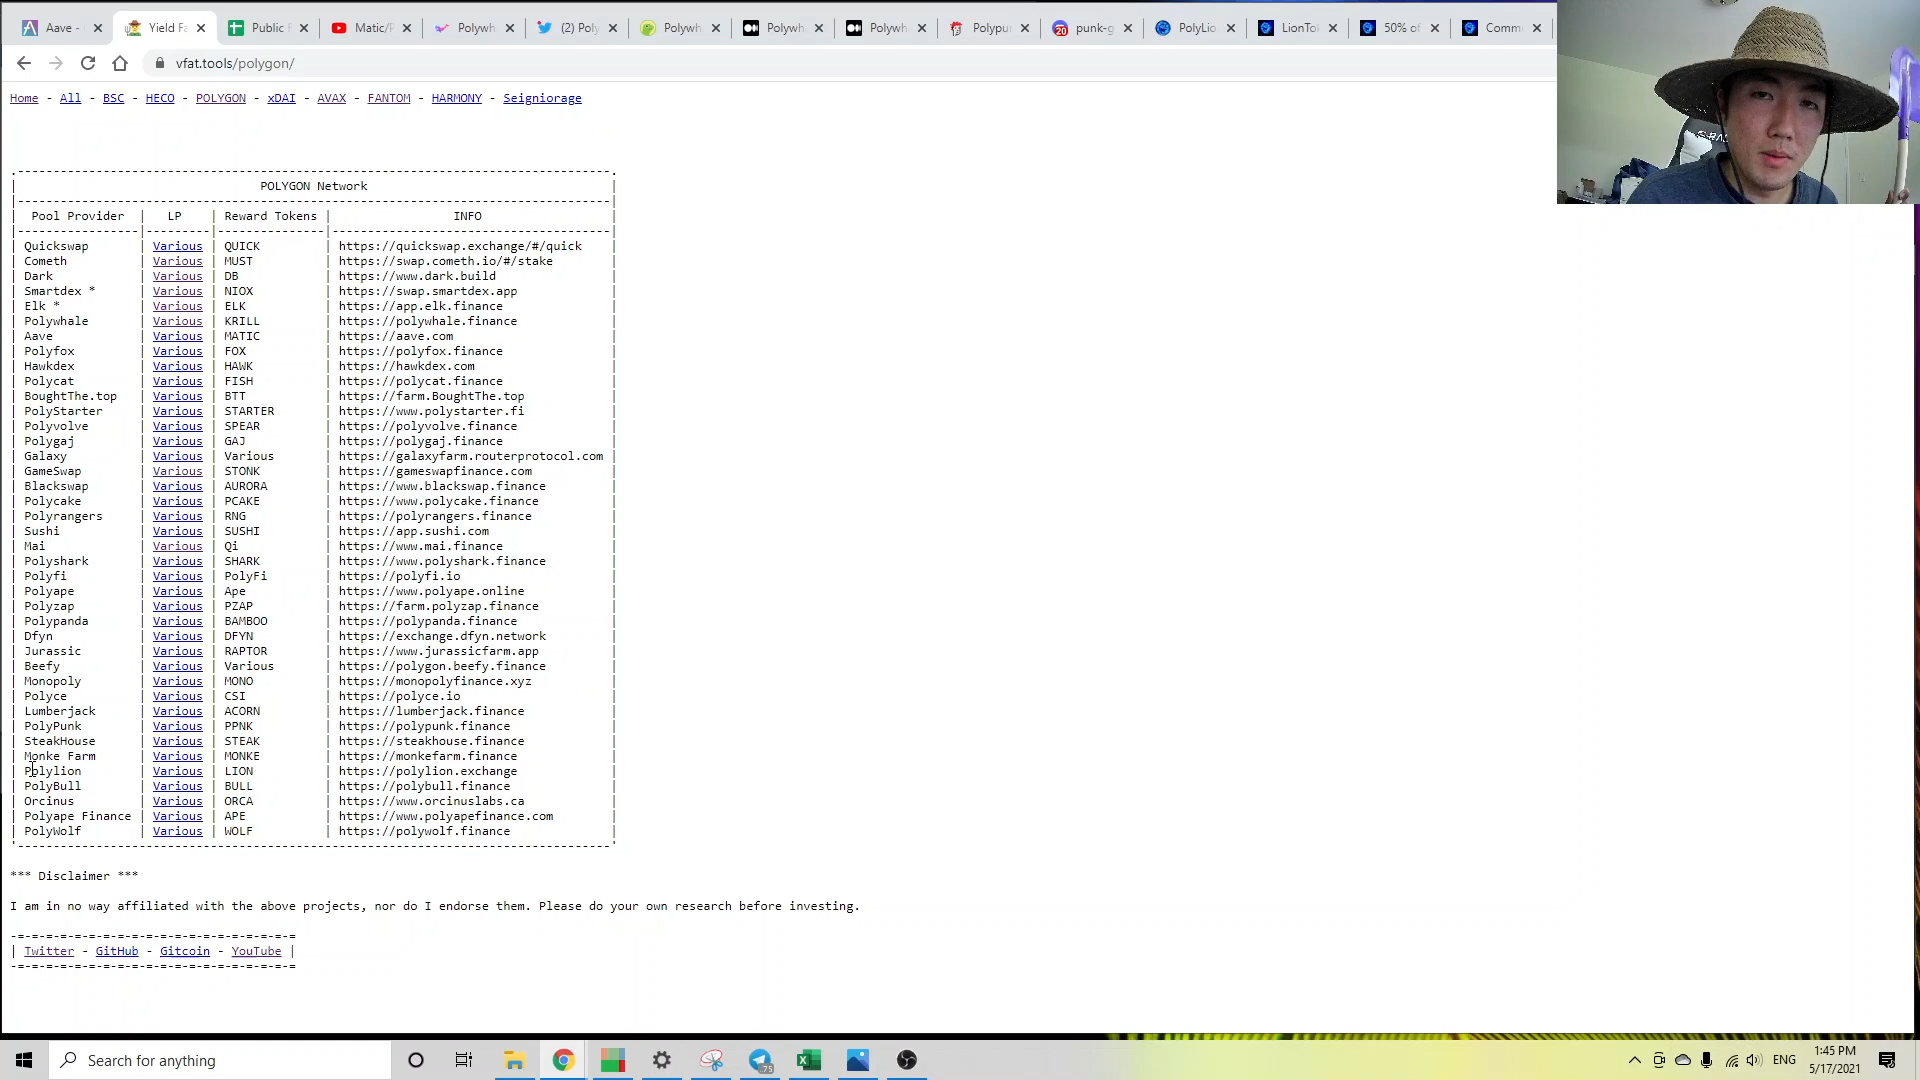 Aave -
Yield Fa
Public
Matic/
Polywh
(2) Poly
Polywh
Polywh
Polywh
Polypu
punk-g
PolyLio
LionTo
50% of
Comm
vfat.tools/polygon/
Home - All - BSC - HECO - POLYGON - xDAI - AVAX - FANTOM - HARMONY - Seigniorage
POLYGON Network
Pool Provider | LP | Reward Tokens | INFO
Quickswap | Various | QUICK | https://quickswap.exchange/#/quick
Cometh | Various | MUST | https://swap.cometh.io/#/stake
Dark | Various | DB | https://www.dark.build
Smartdex * | Various | NIOX | https://swap.smartdex.app
Elk * | Various | ELK | https://app.elk.finance
Polywhale | Various | KRILL | https://polywhale.finance
Aave | Various | MATIC | https://aave.com
Polyfox | Various | FOX | https://polyfox.finance
Hawkdex | Various | HAWK | https://hawkdex.com
Polycat | Various | FISH | https://polycat.finance
BoughtThe.top | Various | BTT | https://farm.BoughtThe.top
PolyStarter | Various | STARTER | https://www.polystarter.fi
Polyvolve | Various | SPEAR | https://polyvolve.finance
Polygaj | Various | GAJ | https://polygaj.finance
Galaxy | Various | Various | https://galaxyfarm.routerprotocol.com
GameSwap | Various | STONK | https://gameswapfinance.com
Blackswap | Various | AURORA | https://www.blackswap.finance
Polycake | Various | PCAKE | https://www.polycake.finance
Polyrangers | Various | RNG | https://polyrangers.finance
Sushi | Various | SUSHI | https://app.sushi.com
Mai | Various | Qi | https://www.mai.finance
Polyshark | Various | SHARK | https://www.polyshark.finance
Polyfi | Various | PolyFi | https://polyfi.io
Polyape | Various | Ape | https://www.polyape.online
Polyzap | Various | PZAP | https://farm.polyzap.finance
Polypanda | Various | BAMBOO | https://polypanda.finance
Dfyn | Various | DFYN | https://exchange.dfyn.network
Jurassic | Various | RAPTOR | https://www.jurassicfarm.app
Beefy | Various | Various | https://polygon.beefy.finance
Monopoly | Various | MONO | https://monopolyfinance.xyz
Polyce | Various | CSI | https://polyce.io
Lumberjack | Various | ACORN | https://lumberjack.finance
PolyPunk | Various | PPNK | https://polypunk.finance
SteakHouse | Various | STEAK | https://steakhouse.finance
Monke Farm | Various | MONKE | https://monkefarm.finance
Polylion | Various | LION | https://polylion.exchange
PolyBull | Various | BULL | https://polybull.finance
Orcinus | Various | ORCA | https://www.orcinuslabs.ca
Polyape Finance | Various | APE | https://www.polyapefinance.com
PolyWolf | Various | WOLF | https://polywolf.finance
*** Disclaimer ***
I am in no way affiliated with the above projects, nor do I endorse them. Please do your own research before investing.
| Twitter - GitHub - Gitcoin - YouTube |
Search for anything
ENG
1:45 PM
5/17/2021